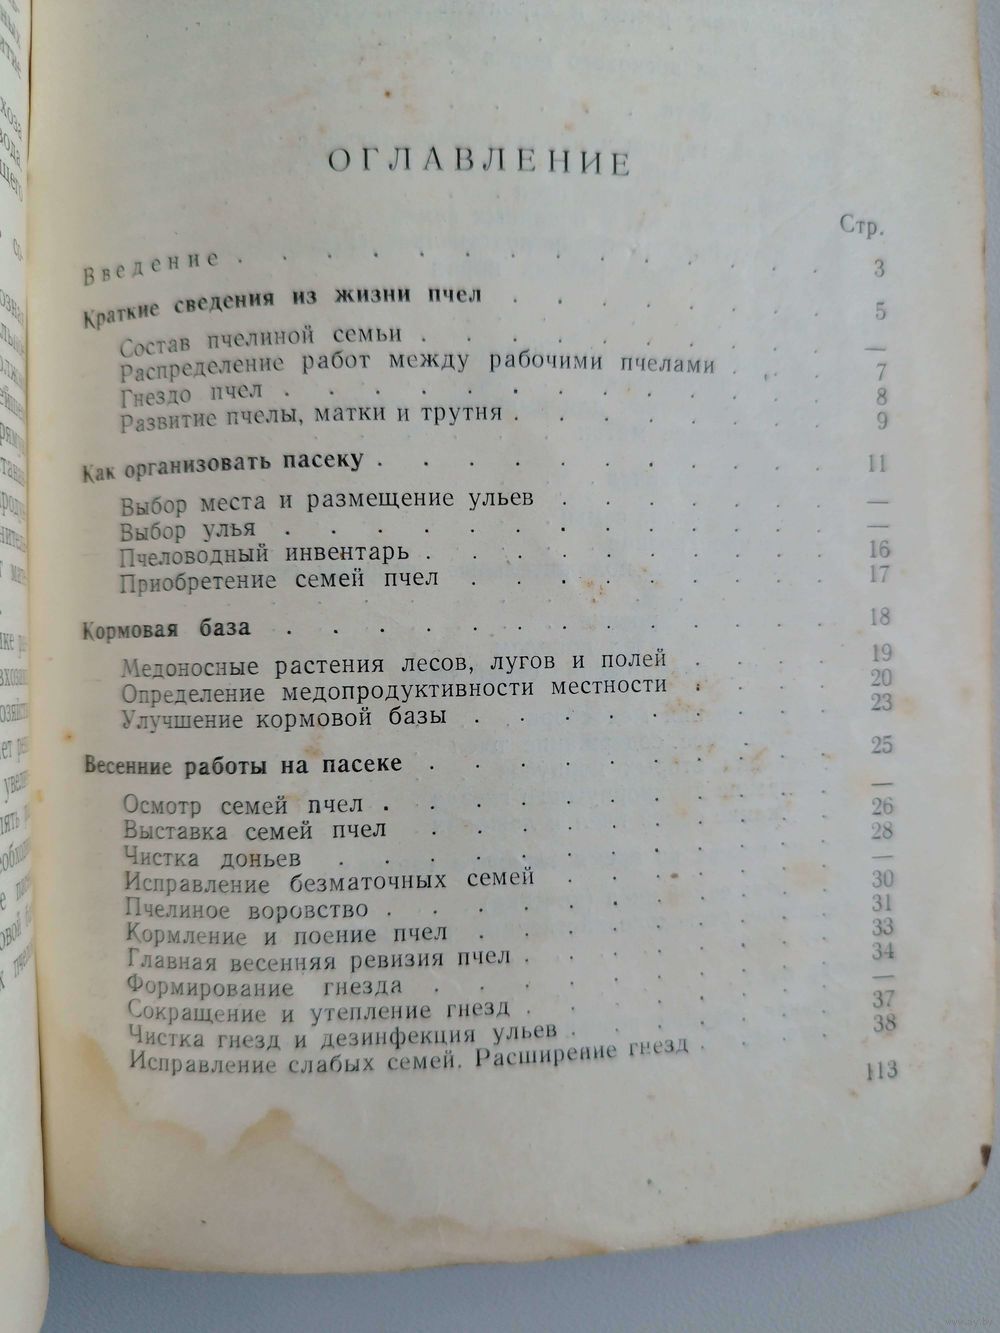 ОГЛАВЛЕНИЕ
Стр.
Введение . . . . . . . . . . . . . 3
Краткие сведения из жизни пчел . . . . . . . . 5
Состав пчелиной семьи . . . . . . . . . . —
Распределение работ между рабочими пчелами . . . 7
Гнездо пчел . . . . . . . . . . . . 8
Развитие пчелы, матки и трутня . . . . . . . . 9
Как организовать пасеку . . . . . . . . . . 11
Выбор места и размещение ульев . . . . . . . —
Выбор улья . . . . . . . . . . . . —
Пчеловодный инвентарь . . . . . . . . . . 16
Приобретение семей пчел . . . . . . . . . 17
Кормовая база . . . . . . . . . . . . 18
Медоносные растения лесов, лугов и полей . . . . 19
Определение медопродуктивности местности . . . . 20
Улучшение кормовой базы . . . . . . . . . 23
Весенние работы на пасеке . . . . . . . . . 25
Осмотр семей пчел . . . . . . . . . . . —
Выставка семей пчел . . . . . . . . . . 26
Чистка доньев . . . . . . . . . . . . 28
Исправление безматочных семей . . . . . . . —
Пчелиное воровство . . . . . . . . . . . 30
Кормление и поение пчел . . . . . . . . . 31
Главная весенняя ревизия пчел . . . . . . . . 33
Формирование гнезда . . . . . . . . . . 34
Сокращение и утепление гнезд . . . . . . . . —
Чистка гнезд и дезинфекция ульев . . . . . . . 37
Исправление слабых семей. Расширение гнезд . . . . 38
113
www.ay.by